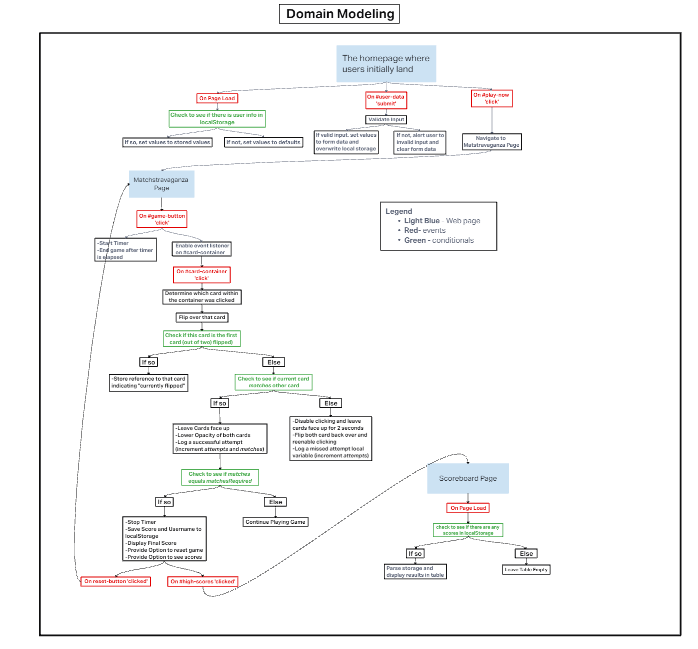 Domain Modeling
The homepage where
users initially land
On Page Load
On #user-data
'submit'
On #play-now
'click'
Check to see if there is user info in
localStorage
Validate Input
If so, set values to stored values
If not, set values to defaults
If valid input, set values
to form data and
overwrite local storage
If not, alert user to
invalid input and
clear form data
Navigate to
Matstravaganza Page
Matchstravaganza
Page
On #game-button
'click'
-Start Timer
-End game after timer
is elapsed
Enable event listener
on #card-container
Legend
• Light Blue - Web page
• Red- events
• Green - conditionals
On #card-container
'click'
Determine which card within
the container was clicked
Flip over that card
Check if this card is the first
card (out of two) flipped)
If so
Else
-Store reference to that card
indicating "currently flipped"
Check to see if current card
matches other card
If so
Else
-Leave Cards face up
-Lower Opacity of both cards
-Log a successful attempt
(increment attempts and matches)
-Disable clicking and leave
cards face up for 2 seconds
-Flip both card back over and
reenable clicking
-Log a missed attempt local
variable (increment attempts)
Check to see if matches
equals matchesRequired
If so
Else
-Stop Timer
-Save Score and Username to
localStorage
-Display Final Score
-Provide Option to reset game
-Provide Option to see scores
Continue Playing Game
On reset-button 'clicked'
On #high-scores 'clicked'
Scoreboard Page
On Page Load
check to see if there are any
scores in localStorage
If so
Else
Parse storage and
display results in table
Leave Table Empty